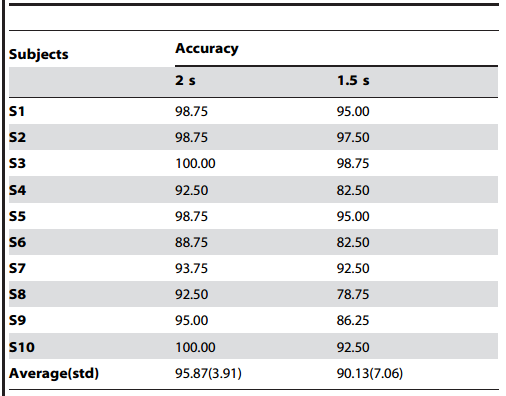 Subjects Accuracy
2 s 1.5 s
S1 98.75 95.00
S2 98.75 97.50
S3 100.00 98.75
S4 92.50 82.50
S5 98.75 95.00
S6 88.75 82.50
S7 93.75 92.50
S8 92.50 78.75
S9 95.00 86.25
S10 100.00 92.50
Average(std) 95.87(3.91) 90.13(7.06)